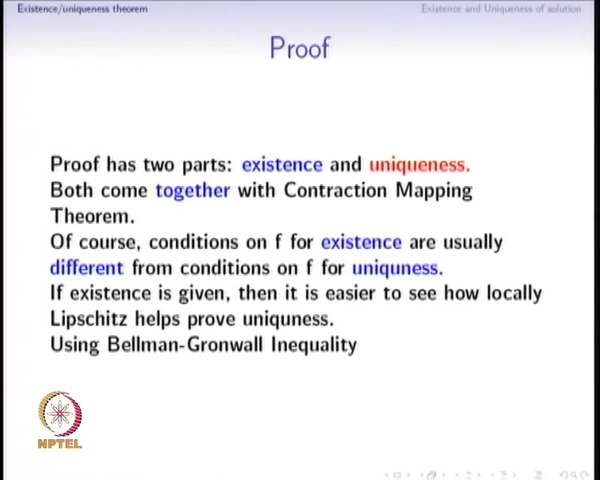 Existence/uniqueness theorem
Existence and Uniqueness of solution
Proof
Proof has two parts: existence and uniqueness.
Both come together with Contraction Mapping
Theorem.
Of course, conditions on f for existence are usually
different from conditions on f for uniquness.
If existence is given, then it is easier to see how locally
Lipschitz helps prove uniquness.
Using Bellman-Gronwall Inequality
NPTEL